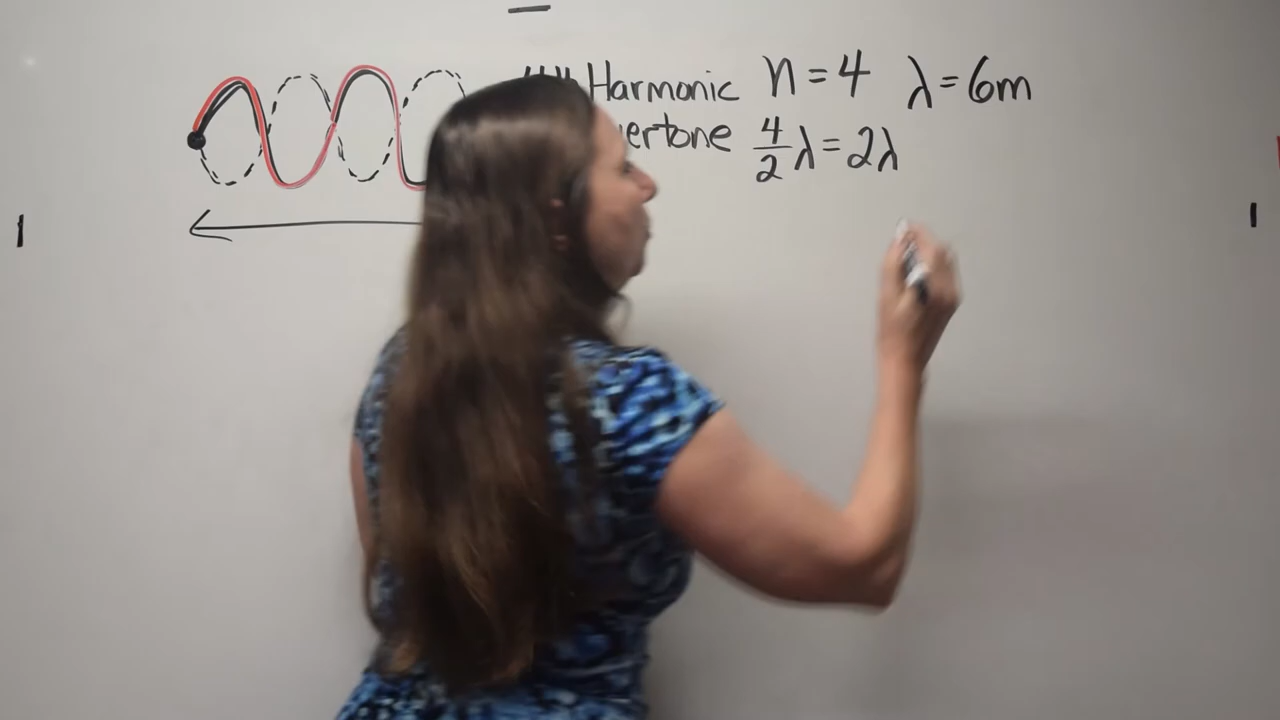 Harmonic n = 4 λ = 6m
4/2 λ = 2λ